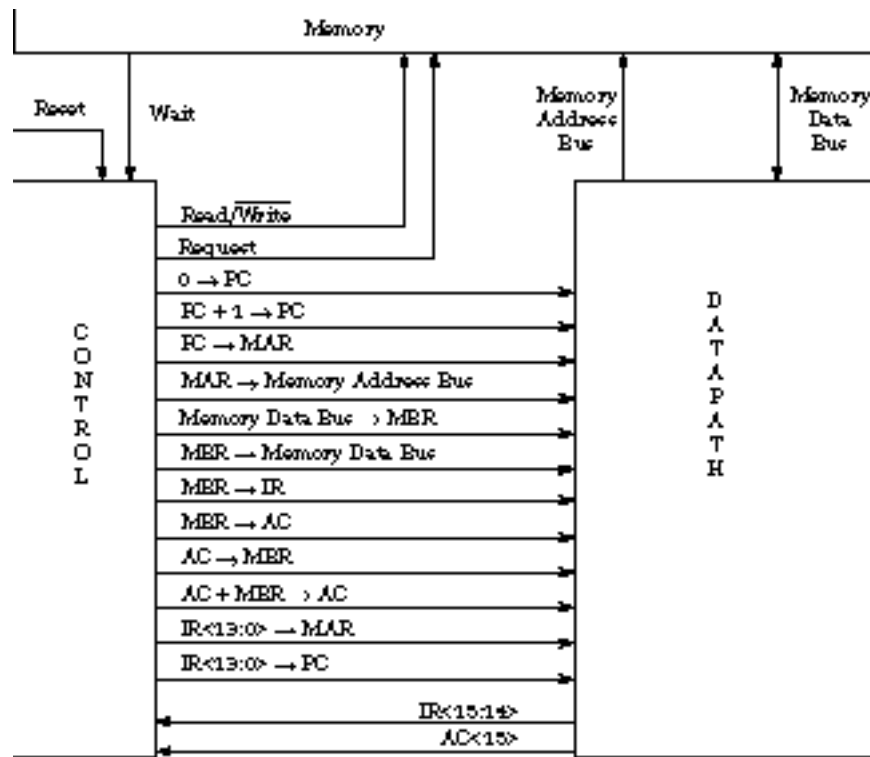 Memory
Reset
Wait
Memory
Address
Bus
Memory
Data
Bus
Read/Write
Request
0 → PC
PC + 1 → PC
PC → MAR
MAR → Memory Address Bus
Memory Data Bus → MBR
MBR → Memory Data Bus
MBR → IR
MBR → AC
AC → MBR
AC + MBR → AC
IR<13:0> → MAR
IR<13:0> → PC
IR<15:14>
AC<15>
CONTROL
DATAPATH